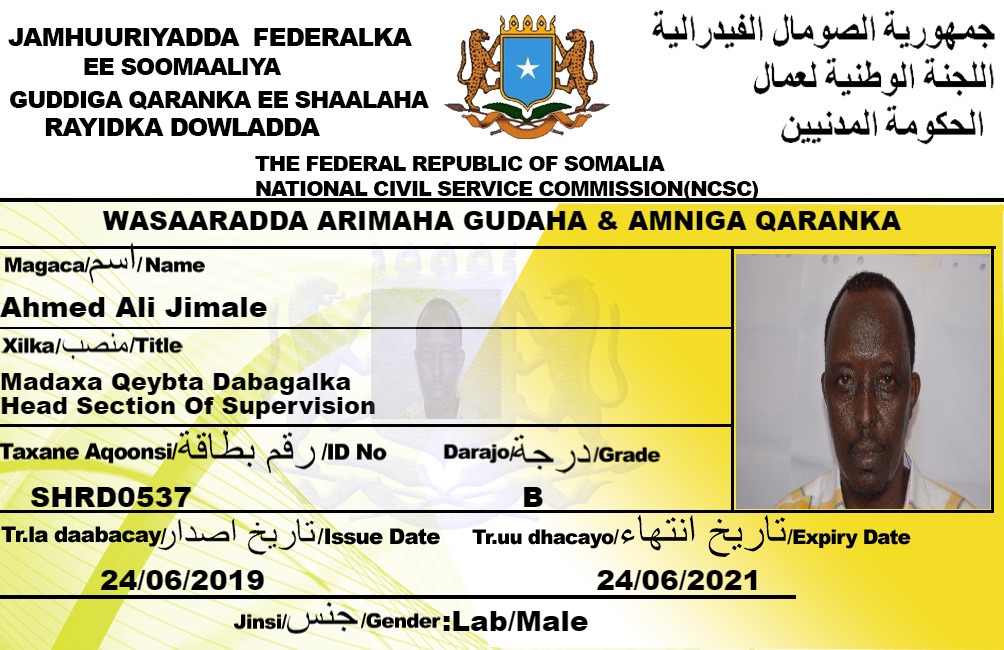 JAMHUURIYADDA FEDERALKA
EE SOOMAALIYA
GUDDIGA QARANKA EE SHAALAHA
RAYIDKA DOWLADDA
جمهورية الصومال الفيدرالية
اللجنة الوطنية لعمال
الحكومة المدنيين
THE FEDERAL REPUBLIC OF SOMALIA
NATIONAL CIVIL SERVICE COMMISSION(NCSC)
WASAARADDA ARIMAHA GUDAHA & AMNIGA QARANKA
Magaca/اسم/Name
Ahmed Ali Jimale
Xilka/منصب/Title
Madaxa Qeybta Dabagalka
Head Section Of Supervision
Taxane Aqoonsi/رقم بطاقة/ID No
Darajo/درجة/Grade
SHRD0537
B
Tr.la daabacay/تاريخ اصدار/Issue Date
Tr.uu dhacayo/تاريخ انتهاء/Expiry Date
24/06/2019
24/06/2021
Jinsi/جنس/Gender:Lab/Male